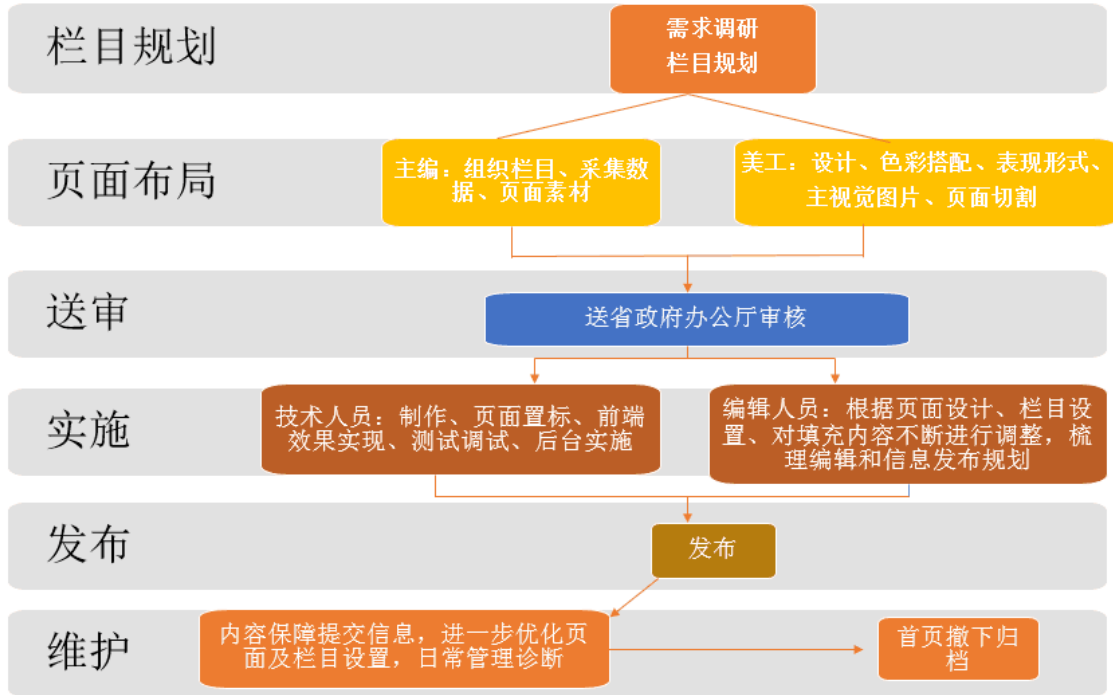 栏目规划
需求调研
栏目规划
页面布局
主编：组织栏目、采集数
据、页面素材
美工：设计、色彩搭配、表现形式、
主视觉图片、页面切割
送审
送省政府办公厅审核
实施
技术人员：制作、页面置标、前端
效果实现、测试调试、后台实施
编辑人员：根据页面设计、栏目设
置、对填充内容不断进行调整，梳
理编辑和信息发布规划
发布
发布
维护
内容保障提交信息，进一步优化页
面及栏目设置，日常管理诊断
首页撤下归
档